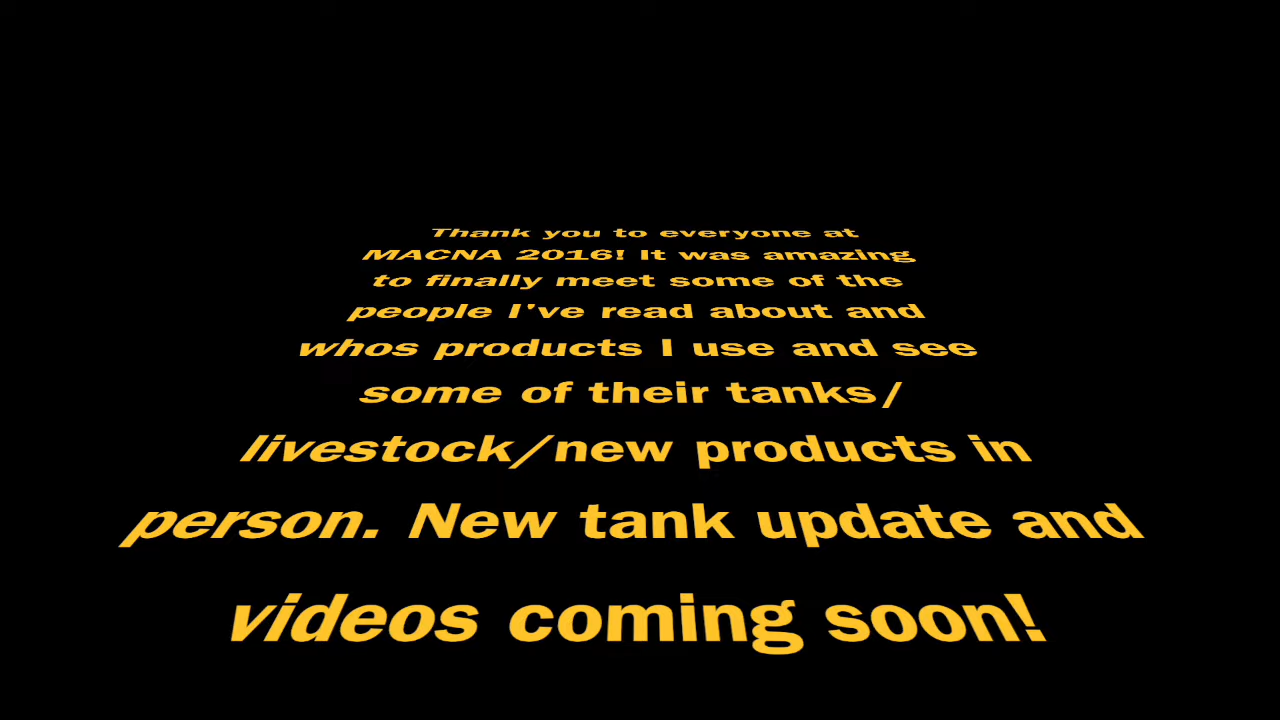 Thank you to everyone at
MACNA 2016! It was amazing
to finally meet some of the
people I've read about and
whos products I use and see
some of their tanks/
livestock/new products in
person. New tank update and
videos coming soon!